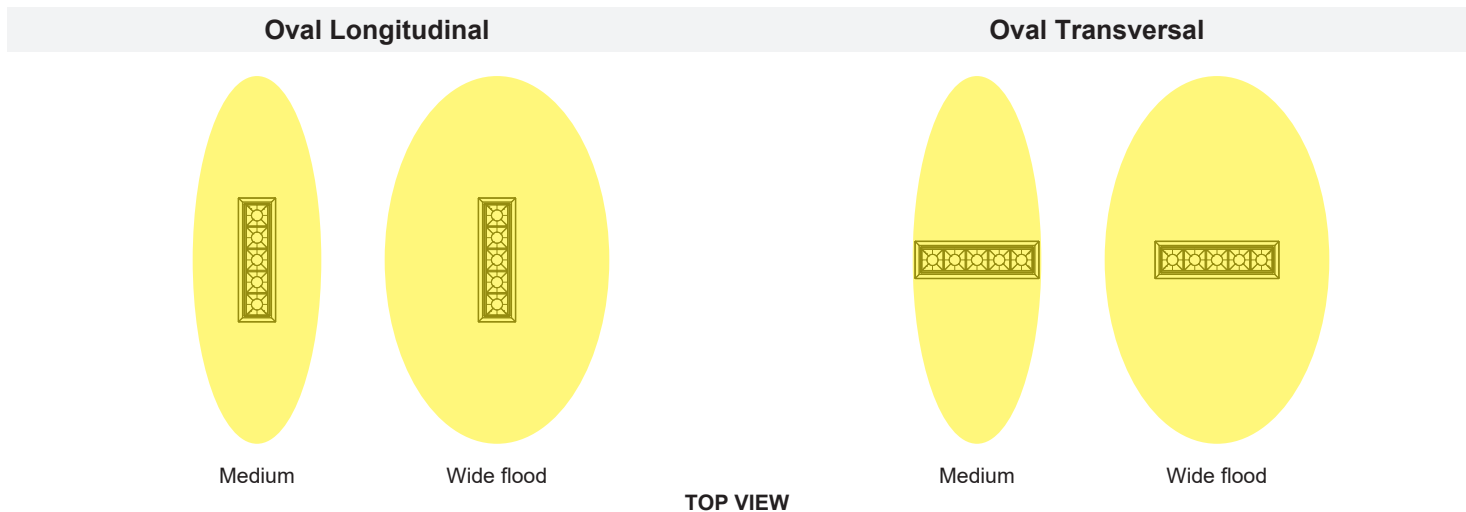 Oval Longitudinal
Oval Transversal
Medium
Wide flood
Medium
Wide flood
TOP VIEW